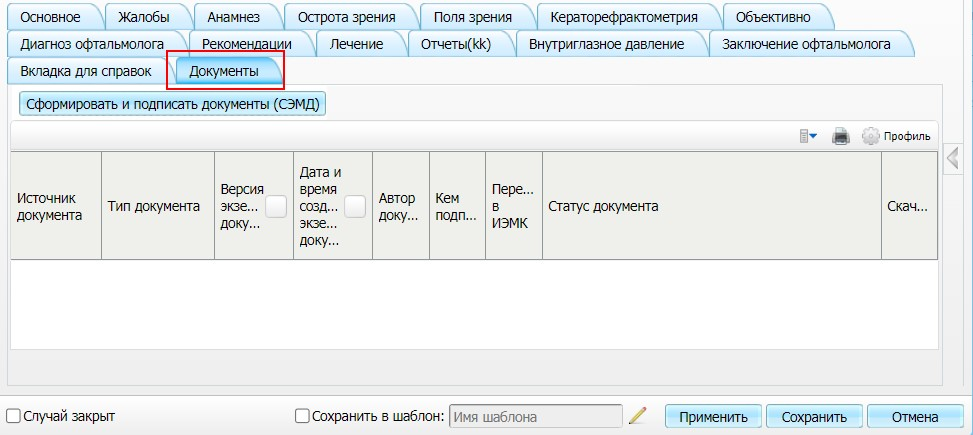 Основное Жалобы Анамнез Острота зрения Поля зрения Кераторефрактометрия Объективно
Диагноз офтальмолога Рекомендации Лечение Отчеты(kk) Внутриглазное давление Заключение офтальмолога
Вкладка для справок Документы
Сформировать и подписать документы (СЭМД)
Профиль
Источник документа
Тип документа
Версия экзе... доку...
Дата и время созд... экзе... доку...
Автор доку...
Кем подп...
Пере... в ИЭМК
Статус документа
Скач...
Случай закрыт Сохранить в шаблон: Имя шаблона Применить Сохранить Отмена